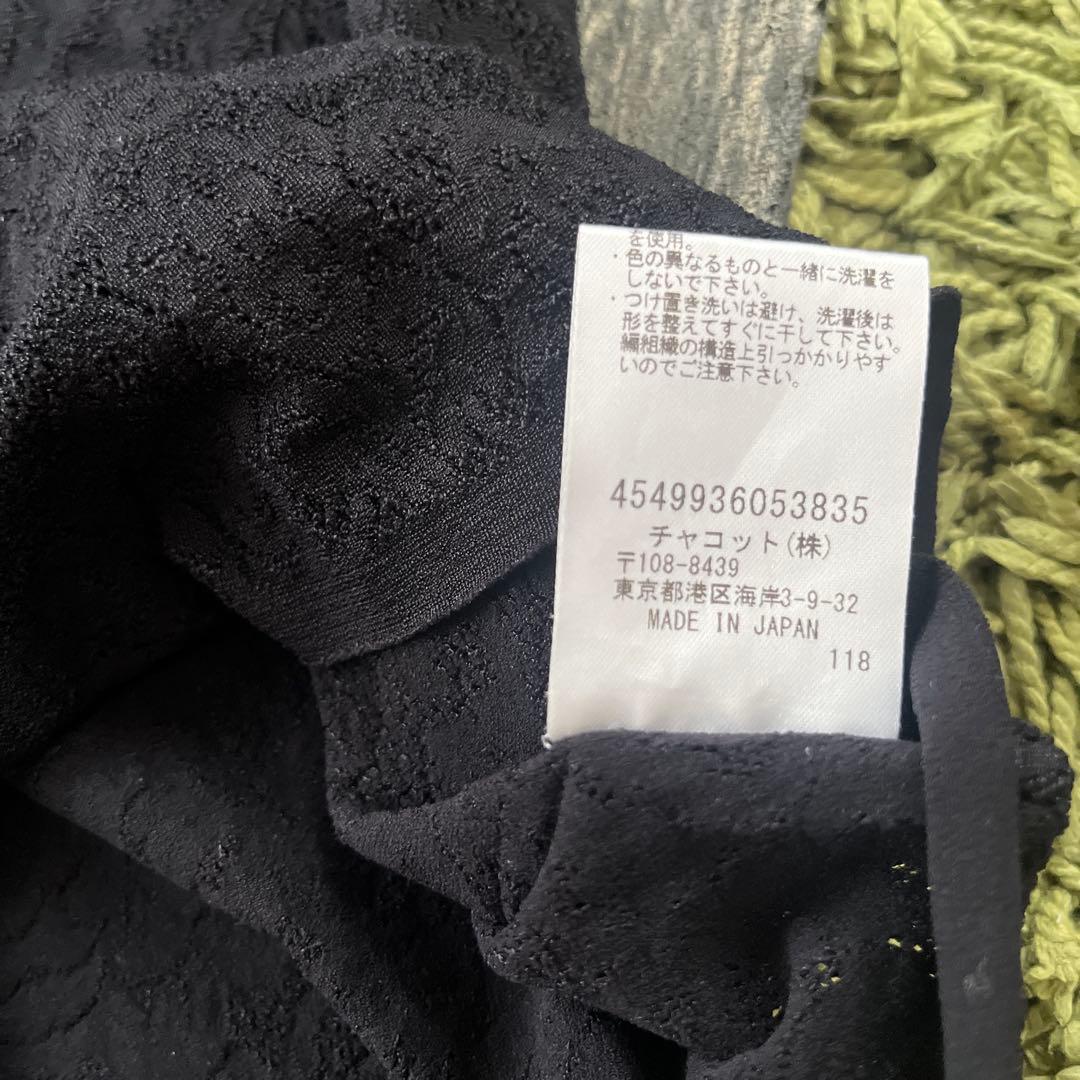 を使用。
・色の異なるものと一緒に洗濯を
しないで下さい。
・つけ置き洗いは避け、洗濯後は
形を整えてすぐに干して下さい。
編組織の構造上引っかかりやす
いのでご注意下さい。
4549936053835
チャコット(株)
〒108-8439
東京都港区海岸3-9-32
MADE IN JAPAN
118